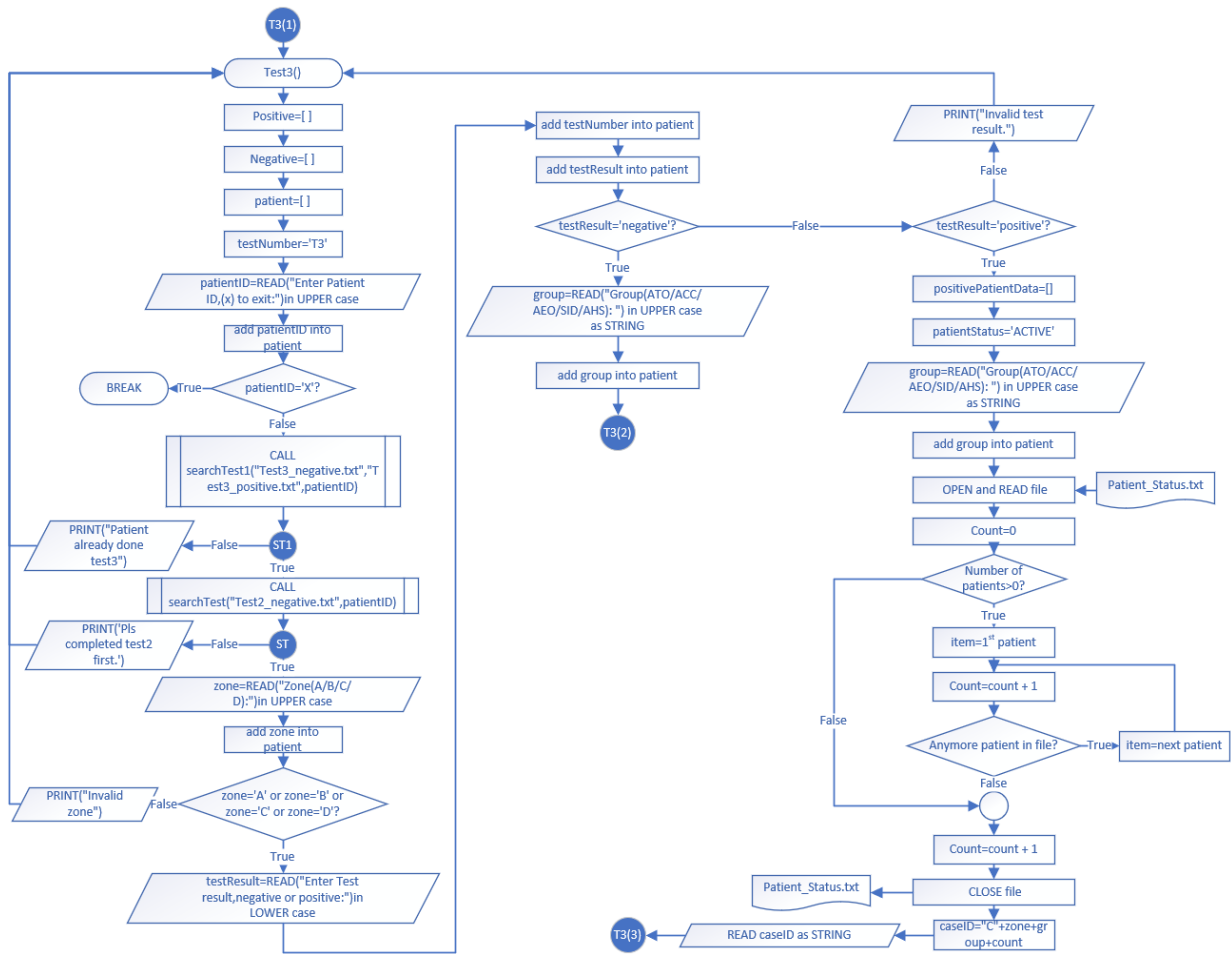 T3(1)
Test3()
Positive=[ ]
Negative=[ ]
patient=[ ]
testNumber='T3'
patientID=READ("Enter Patient
ID,(x) to exit:")in UPPER case
add patientID into
patient
patientID='X'?
True
BREAK
False
CALL
searchTest1("Test3_negative.txt","T
est3_positive.txt",patientID)
ST1
False
PRINT("Patient
already done
test3")
True
CALL
searchTest("Test2_negative.txt",patientID)
ST
False
PRINT('Pls
completed test2
first.')
True
zone=READ("Zone(A/B/C/
D):")in UPPER case
add zone into
patient
zone='A' or zone='B' or
zone='C' or zone='D'?
False
PRINT("Invalid
zone")
True
testResult=READ("Enter Test
result,negative or positive:")in
LOWER case
add testNumber into patient
add testResult into patient
testResult='negative'?
False
True
group=READ("Group(ATO/ACC/
AEO/SID/AHS): ") in UPPER case
as STRING
add group into patient
T3(2)
PRINT("Invalid test
result.")
False
testResult='positive'?
True
positivePatientData=[]
patientStatus='ACTIVE'
group=READ("Group(ATO/ACC/
AEO/SID/AHS): ") in UPPER case
as STRING
add group into patient
OPEN and READ file
Patient_Status.txt
Count=0
Number of
patients>0?
True
False
item=1st patient
Count=count + 1
Anymore patient in file?
True
item=next patient
False
Count=count + 1
CLOSE file
Patient_Status.txt
caseID="C"+zone+gr
oup+count
READ caseID as STRING
T3(3)